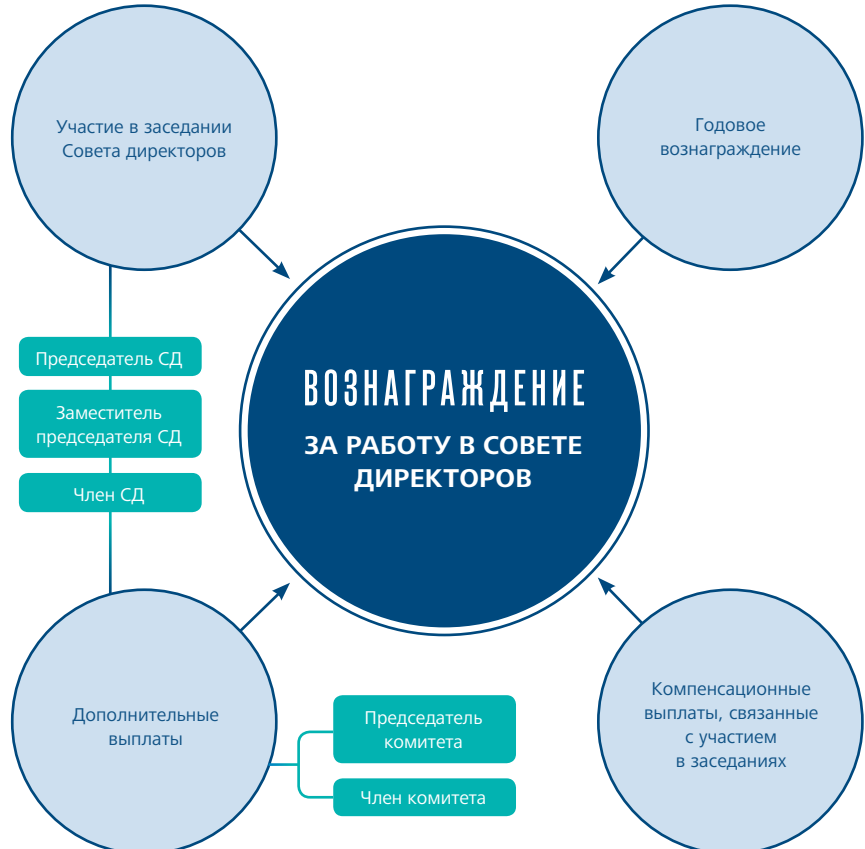 Участие в заседании
Совета директоров
Годовое
вознаграждение
Председатель СД
Заместитель
председателя СД
Член СД
ВОЗНАГРАЖДЕНИЕ
ЗА РАБОТУ В СОВЕТЕ
ДИРЕКТОРОВ
Дополнительные
выплаты
Председатель
комитета
Член комитета
Компенсационные
выплаты, связанные
с участием
в заседаниях